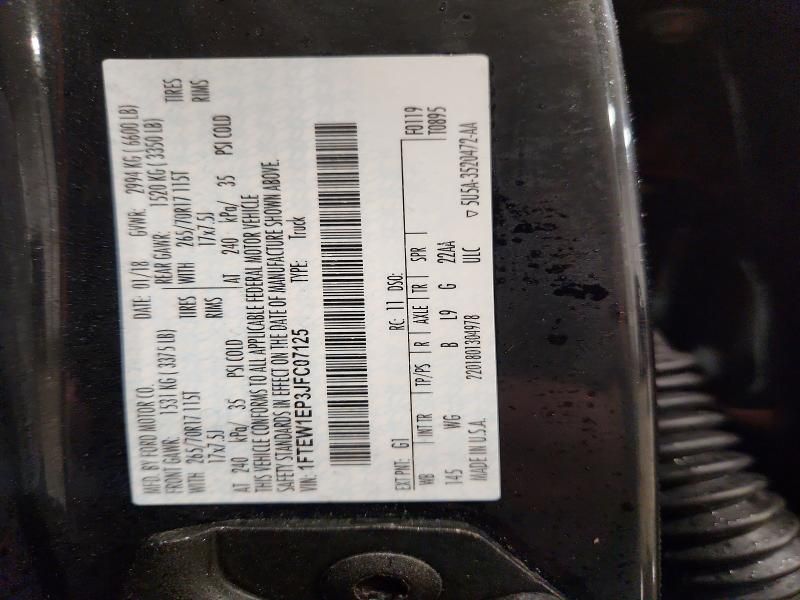 MFD. BY FORD MOTOR CO.
DATE: 01/18 GVWR: 2994 KG ( 6600 LB)
FRONT GAWR: 1531 KG ( 3375 LB) REAR GAWR: 1520 KG ( 3350 LB)
WITH 265/70R17 115T TIRES WITH 265/70R17 115T TIRES
17x7.5J RIMS 17x7.5J RIMS
AT 240 kPa/ 35 PSI COLD AT 240 kPa/ 35 PSI COLD
THIS VEHICLE CONFORMS TO ALL APPLICABLE FEDERAL MOTOR VEHICLE
SAFETY STANDARDS IN EFFECT ON THE DATE OF MANUFACTURE SHOWN ABOVE.
VIN: 1FTEW1EP3JFC07125 TYPE: Truck
F0119
T0895
EXT PNT: G1 RC: 11 DSO:
WB INT TR TP/PS R AXLE TR SPR
145 WG B L9 G 22AA
ULC ▽ 5U5A-3520472-AA
MADE IN U.S.A. 7201801304978